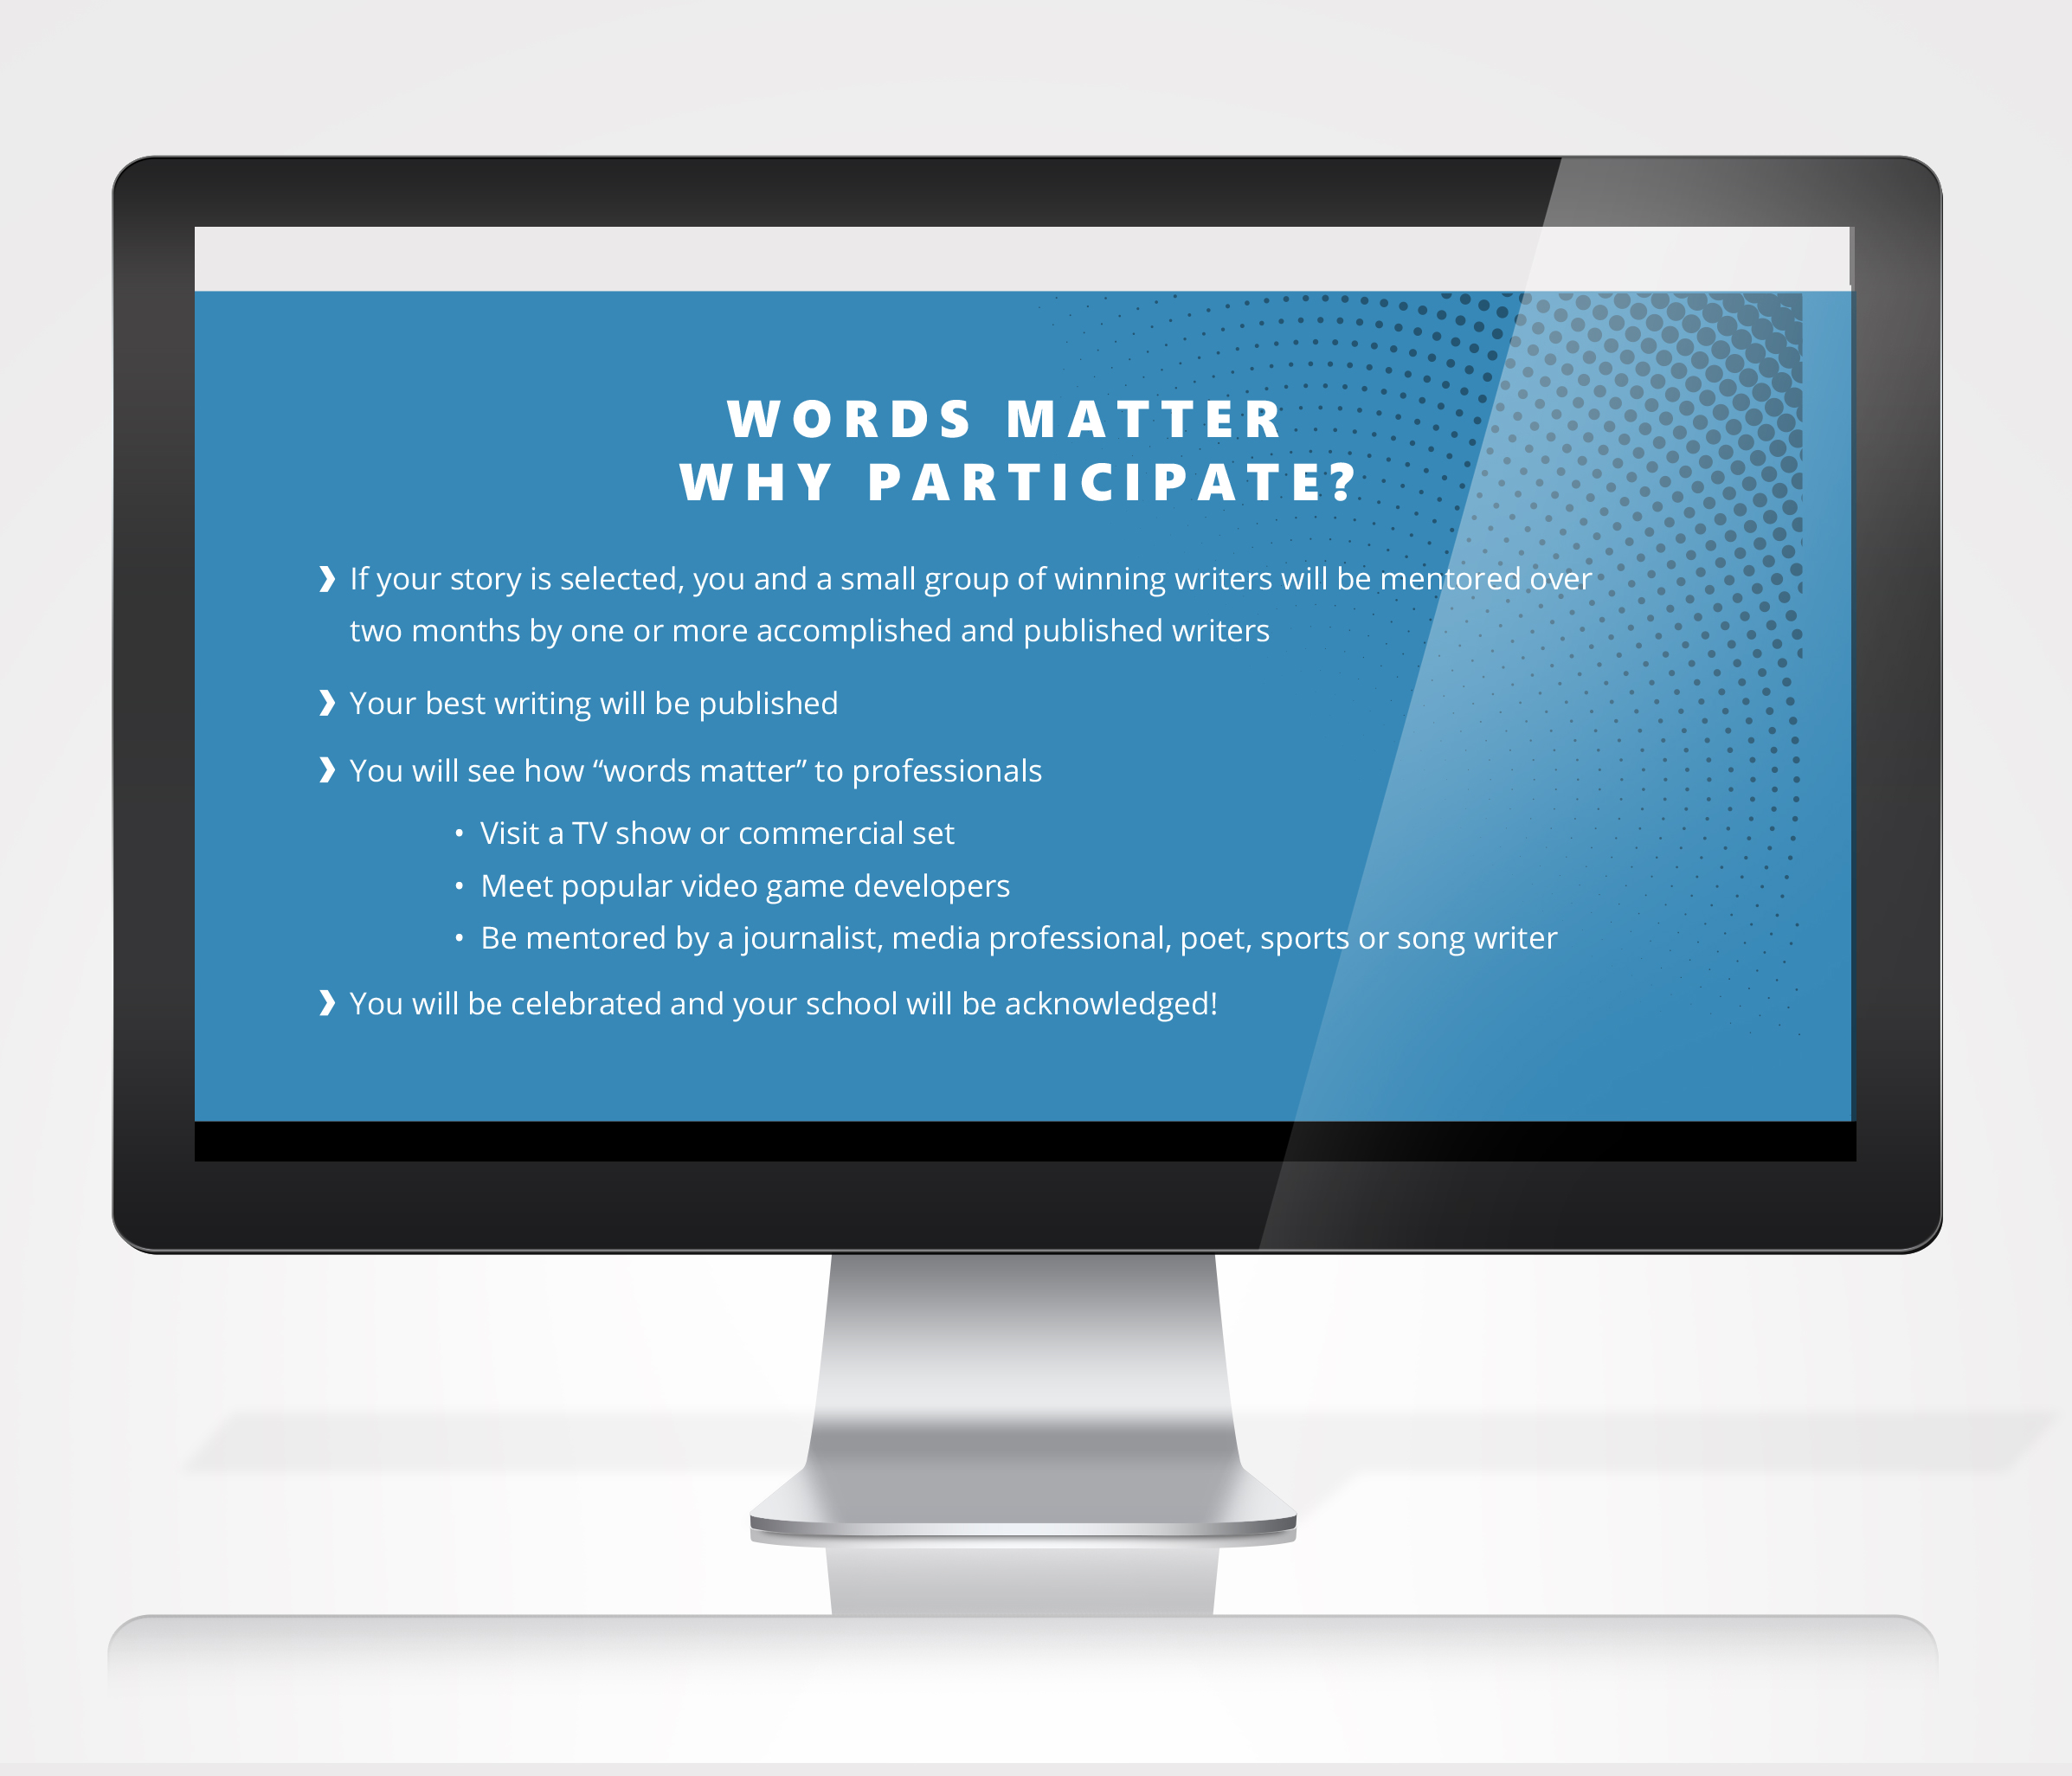 WORDS MATTER
WHY PARTICIPATE?
❯ If your story is selected, you and a small group of winning writers will be mentored over
two months by one or more accomplished and published writers
❯ Your best writing will be published
❯ You will see how “words matter” to professionals
• Visit a TV show or commercial set
• Meet popular video game developers
• Be mentored by a journalist, media professional, poet, sports or song writer
❯ You will be celebrated and your school will be acknowledged!